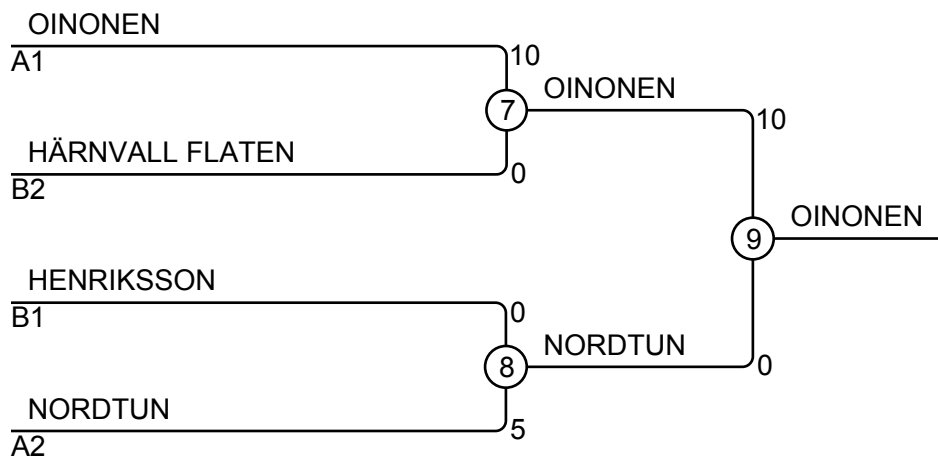 OINONEN
A1
10
7
OINONEN
10
HÄRNVALL FLATEN
B2
0
9
OINONEN
HENRIKSSON
B1
0
8
NORDTUN
0
NORDTUN
A2
5